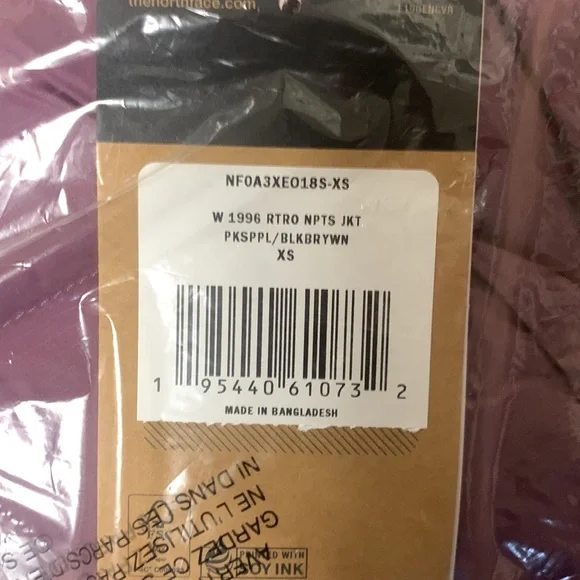 thenorthface.com
NF0A3XEO18S-XS
W 1996 RTRO NPTS JKT
PKSPPL/BLKBRYWN
XS
1 95440 61073 2
MADE IN BANGLADESH
NI DANS
NE L'UTILISEZ
GARDEZ CES
PRINTED WITH
SOY INK